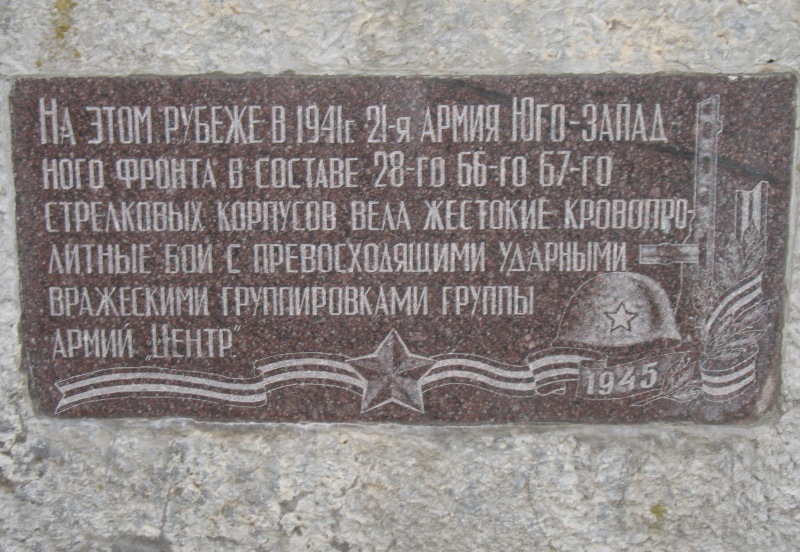 На этом рубеже в 1941г 21-я армия Юго-Запад-
ного фронта в составе 28-го 66-го 67-го
стрелковых корпусов вела жестокие кровопро-
литные бои с превосходящими ударными
вражескими группировками группы
армий „Центр"
1945